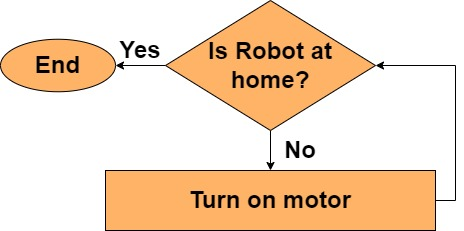 Yes
End
Is Robot at
home?
No
Turn on motor